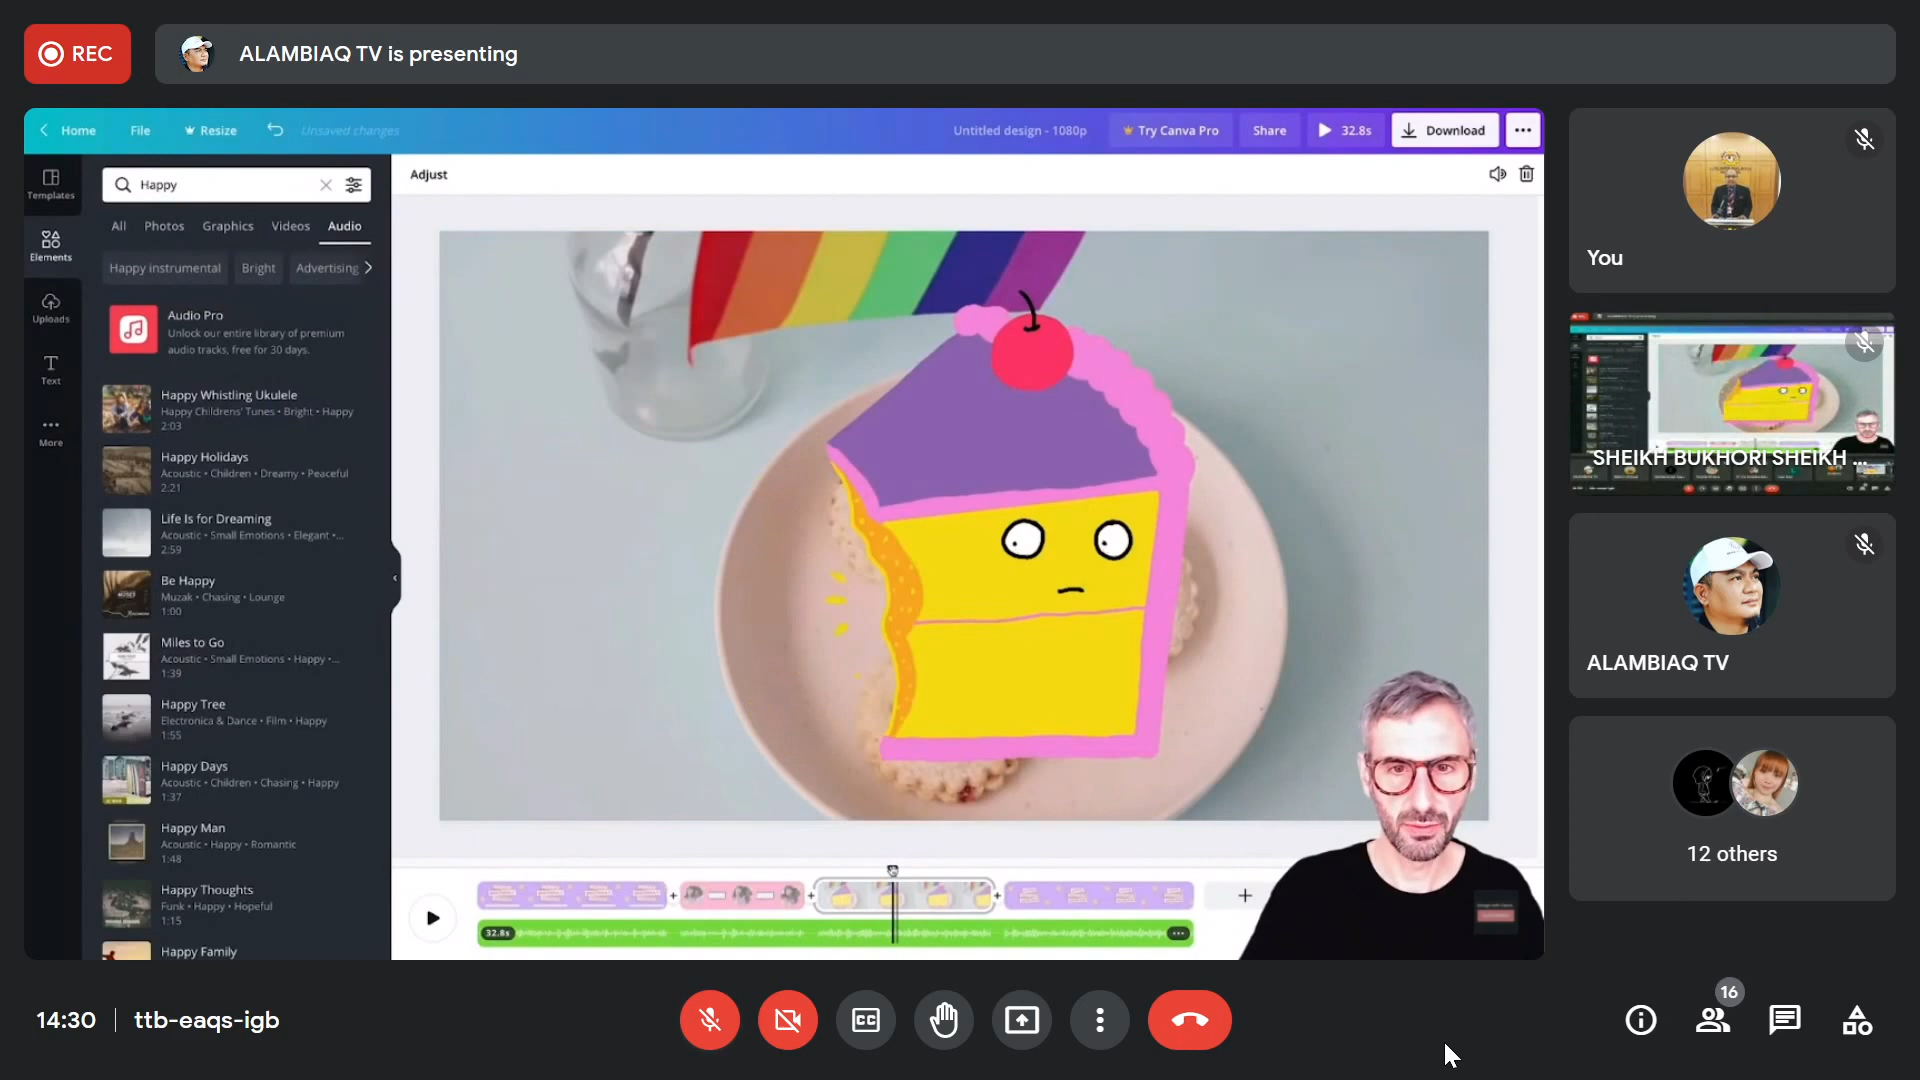 REC
ALAMBIAQ TV is presenting
Home
File
Resize
Unsaved changes
Untitled design - 1080p
Try Canva Pro
Share
32.8s
Download
Templates
Elements
Uploads
Text
More
Happy
All
Photos
Graphics
Videos
Audio
Happy instrumental
Bright
Advertising
Audio Pro
Unlock our entire library of premium
audio tracks, free for 30 days.
Happy Whistling Ukulele
Happy Childrens' Tunes • Bright • Happy
2:03
Happy Holidays
Acoustic • Children • Dreamy • Peaceful
2:21
Life Is for Dreaming
Acoustic • Small Emotions • Elegant •...
2:59
Be Happy
Muzak • Chasing • Lounge
1:00
Miles to Go
Acoustic • Small Emotions • Happy •...
1:39
Happy Tree
Electronica & Dance • Film • Happy
1:55
Happy Days
Acoustic • Children • Chasing • Happy
1:37
Happy Man
Acoustic • Happy • Romantic
1:48
Happy Thoughts
Funk • Happy • Hopeful
1:15
Happy Family
Adjust
32.8s
You
SHEIKH BUKHORI SHEIKH ...
ALAMBIAQ TV
12 others
14:30
ttb-eaqs-igb
CC
16